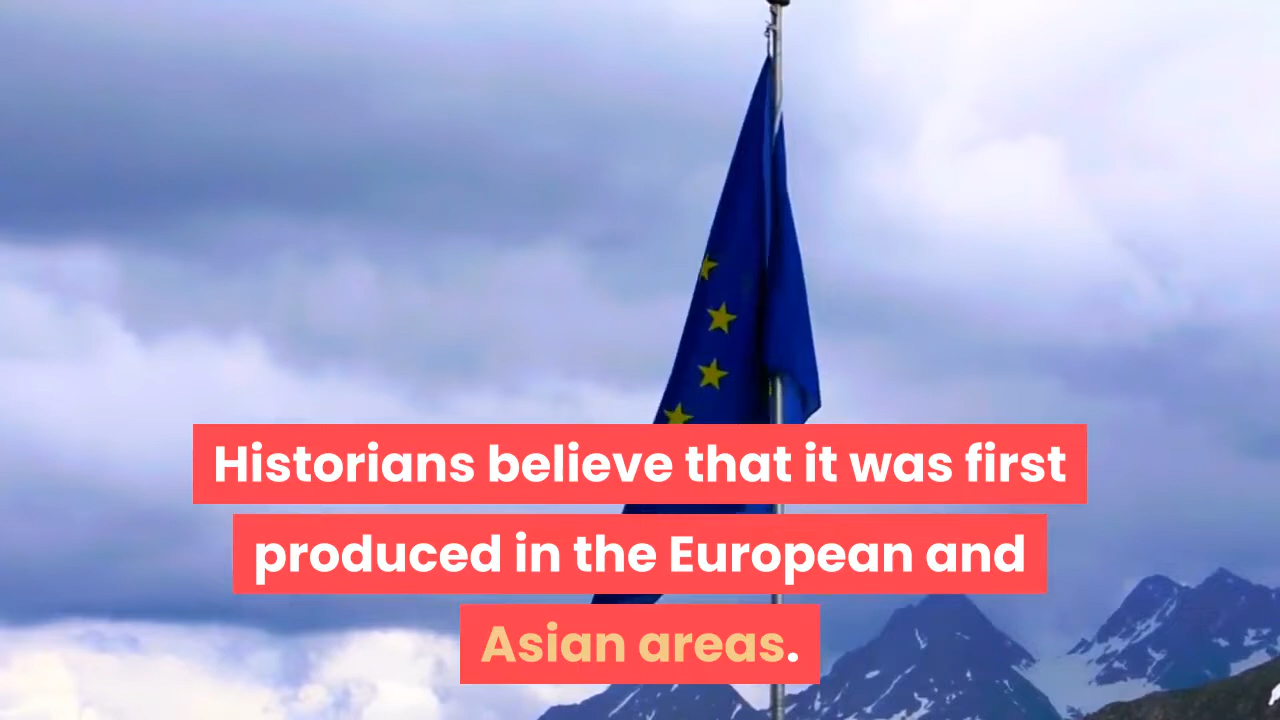 Historians believe that it was first
produced in the European and
Asian areas.